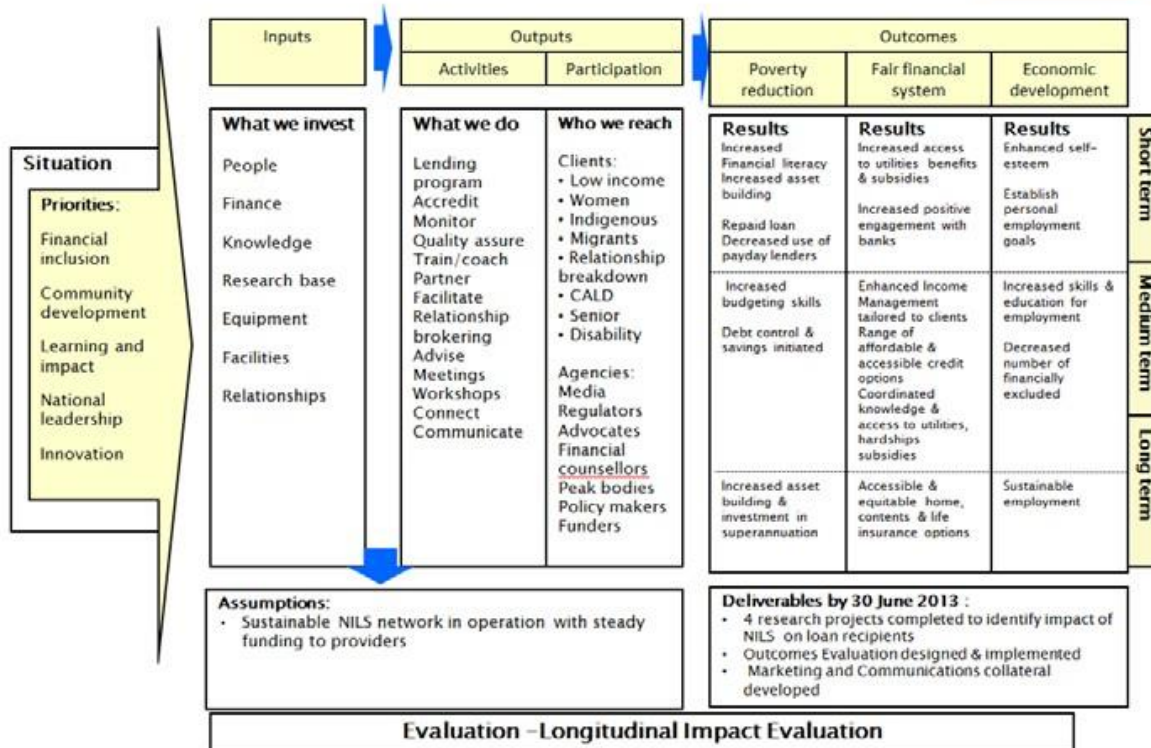 Inputs
Outputs
Activities
Participation
Outcomes
Poverty
reduction
Fair financial
system
Economic
development
Situation
Priorities:
Financial
inclusion
Community
development
Learning and
impact
National
leadership
Innovation
What we invest
People
Finance
Knowledge
Research base
Equipment
Facilities
Relationships
What we do
Lending
program
Accredit
Monitor
Quality assure
Train/coach
Partner
Facilitate
Relationship
brokering
Advise
Meetings
Workshops
Connect
Communicate
Who we reach
Clients:
• Low income
• Women
• Indigenous
• Migrants
• Relationship
breakdown
• CALD
• Senior
• Disability
Agencies:
Media
Regulators
Advocates
Financial
counsellors
Peak bodies
Policy makers
Funders
Results
Increased
Financial literacy
Increased asset
building
Repaid loan
Decreased use of
payday lenders
Increased
budgeting skills
Debt control &
savings initiated
Increased asset
building &
investment in
superannuation
Results
Increased access
to utilities benefits
& subsidies
Increased positive
engagement with
banks
Enhanced Income
Management
tailored to clients
Range of
affordable &
accessible credit
options
Coordinated
knowledge &
access to utilities,
hardships
subsidies
Accessible &
equitable home,
contents & life
insurance options
Results
Enhanced self-
esteem
Establish
personal
employment
goals
Increased skills &
education for
employment
Decreased
number of
financially
excluded
Sustainable
employment
Short term
Medium term
Long term
Assumptions:
• Sustainable NILS network in operation with steady
funding to providers
Deliverables by 30 June 2013 :
• 4 research projects completed to identify impact of
NILS on loan recipients
• Outcomes Evaluation designed & implemented
• Marketing and Communications collateral
developed
Evaluation –Longitudinal Impact Evaluation